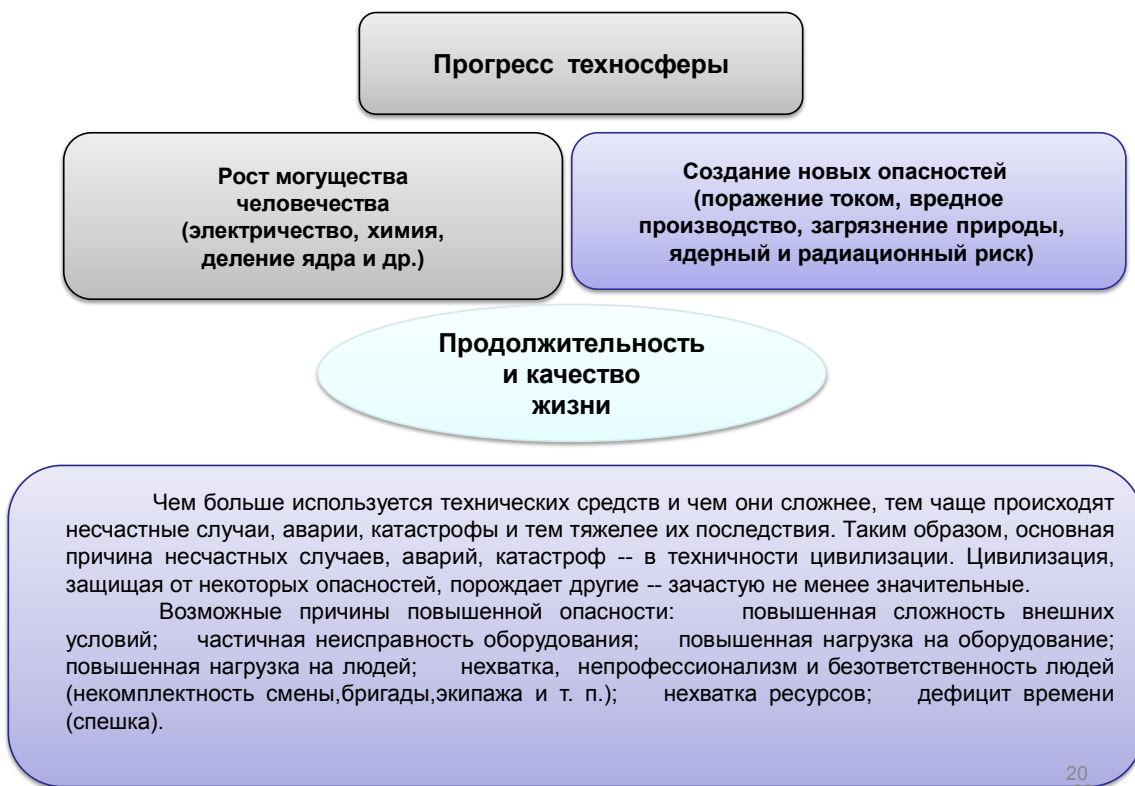 Прогресс техносферы
Рост могущества
человечества
(электричество, химия,
деление ядра и др.)
Создание новых опасностей
(поражение током, вредное
производство, загрязнение природы,
ядерный и радиационный риск)
Продолжительность
и качество
жизни
Чем больше используется технических средств и чем они сложнее, тем чаще происходят
несчастные случаи, аварии, катастрофы и тем тяжелее их последствия. Таким образом, основная
причина несчастных случаев, аварий, катастроф -- в техничности цивилизации. Цивилизация,
защищая от некоторых опасностей, порождает другие -- зачастую не менее значительные.
Возможные причины повышенной опасности: повышенная сложность внешних
условий; частичная неисправность оборудования; повышенная нагрузка на оборудование;
повышенная нагрузка на людей; нехватка, непрофессионализм и безответственность людей
(некомплектность смены,бригады,экипажа и т. п.); нехватка ресурсов; дефицит времени
(спешка).
20